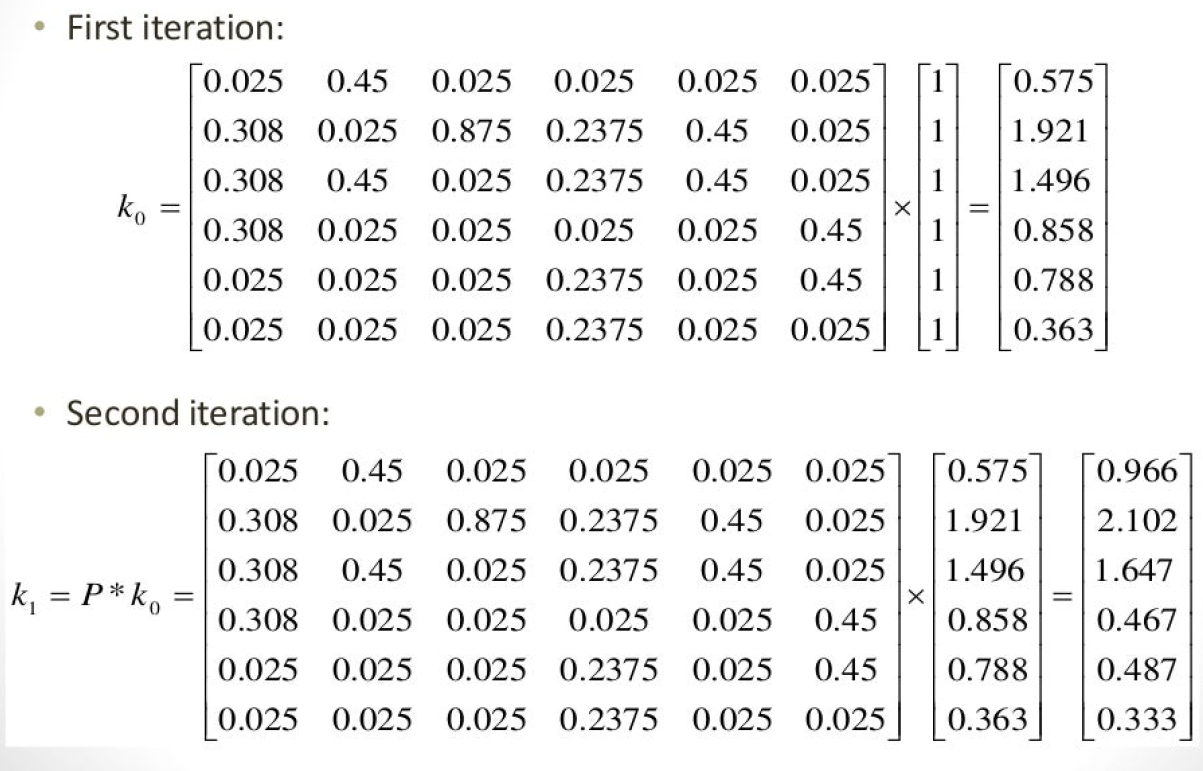 • First iteration:
0.025 0.45 0.025 0.025 0.025 0.025 1 0.575
0.308 0.025 0.875 0.2375 0.45 0.025 1 1.921
0.308 0.45 0.025 0.2375 0.45 0.025 1 1.496
k₀ = × =
0.308 0.025 0.025 0.025 0.025 0.45 1 0.858
0.025 0.025 0.025 0.2375 0.025 0.45 1 0.788
0.025 0.025 0.025 0.2375 0.025 0.025 1 0.363
• Second iteration:
0.025 0.45 0.025 0.025 0.025 0.025 0.575 0.966
0.308 0.025 0.875 0.2375 0.45 0.025 1.921 2.102
0.308 0.45 0.025 0.2375 0.45 0.025 1.496 1.647
k₁ = P * k₀ = × =
0.308 0.025 0.025 0.025 0.025 0.45 0.858 0.467
0.025 0.025 0.025 0.2375 0.025 0.45 0.788 0.487
0.025 0.025 0.025 0.2375 0.025 0.025 0.363 0.333